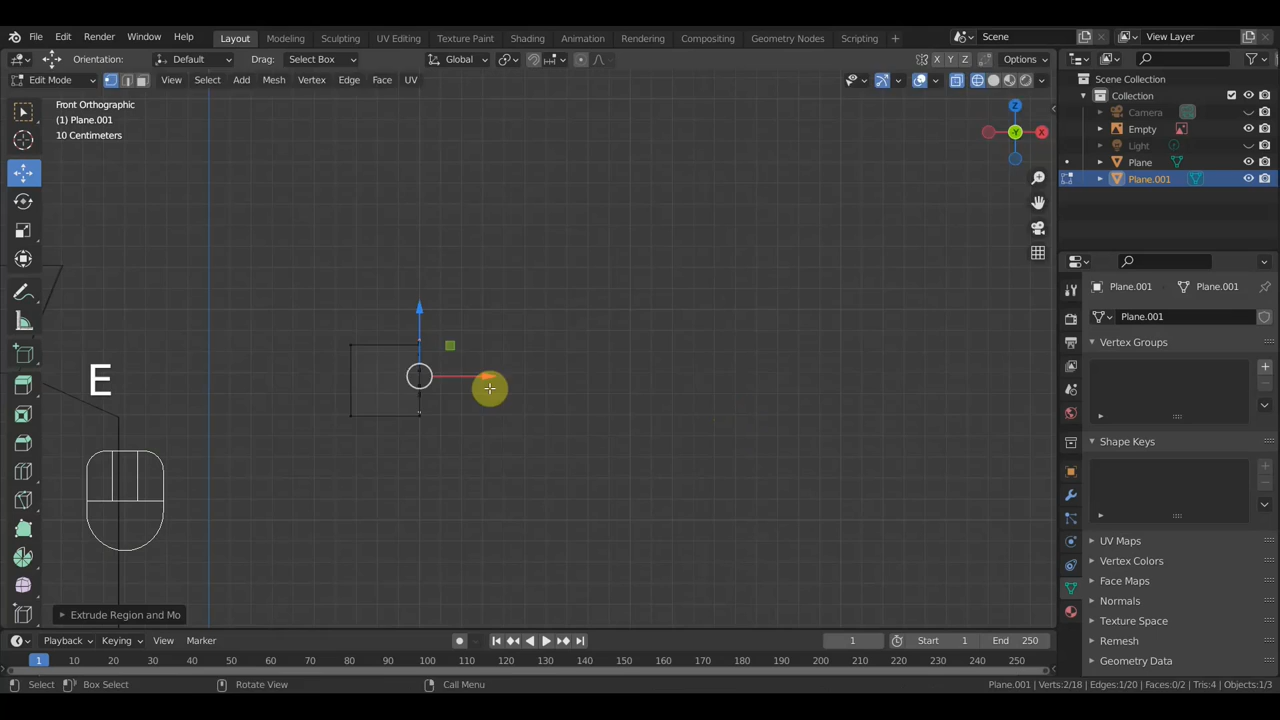 File Edit Render Window Help Layout Modeling Sculpting UV Editing Texture Paint Shading Animation Rendering Compositing Geometry Nodes Scripting + Scene View Layer
Orientation: Default Drag: Select Box Global X Y Z Options
Edit Mode View Select Add Mesh Vertex Edge Face UV
Scene Collection
Collection
Camera
Empty
Light
Plane
Plane.001
Front Orthographic
(1) Plane.001
10 Centimeters
Z
-Y
X
E
Plane.001 Plane.001
Plane.001
Vertex Groups
Shape Keys
UV Maps
Vertex Colors
Face Maps
Normals
Texture Space
Remesh
Geometry Data
Extrude Region and Mo
Playback Keying View Marker 1 Start 1 End 250
1 10 20 30 40 50 60 70 80 90 100 110 120 130 140 150 160 170 180 190 200 210 220 230 240 250
Select Box Select Rotate View Call Menu Plane.001 | Verts:2/18 | Edges:1/20 | Faces:0/2 | Tris:4 | Objects:1/3